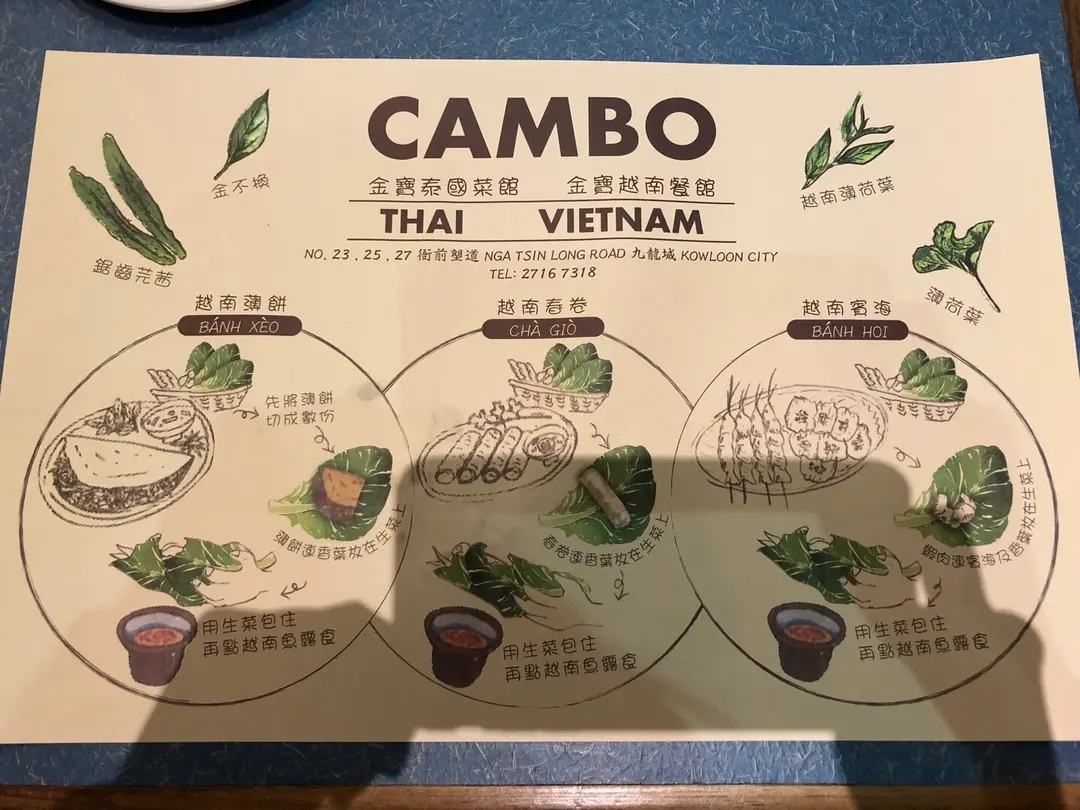 CAMBO
金寶泰國菜館 金寶越南餐館
THAI VIETNAM
NO. 23 , 25 , 27 衙前塱道 NGA TSIN LONG ROAD 九龍城 KOWLOON CITY
TEL: 2716 7318
金不換
鋸齒芫茜
越南薄荷葉
薄荷葉
越南薄餅
BÁNH XÈO
先將薄餅
切成數份
薄餅連香葉放在生菜上
用生菜包住
再點越南魚露食
越南春卷
CHÀ GIÒ
春卷連香葉放在生菜上
用生菜包住
再點越南魚露食
越南賓海
BÁNH HOI
蝦肉連賓海及香葉放在生菜上
用生菜包住
再點越南魚露食